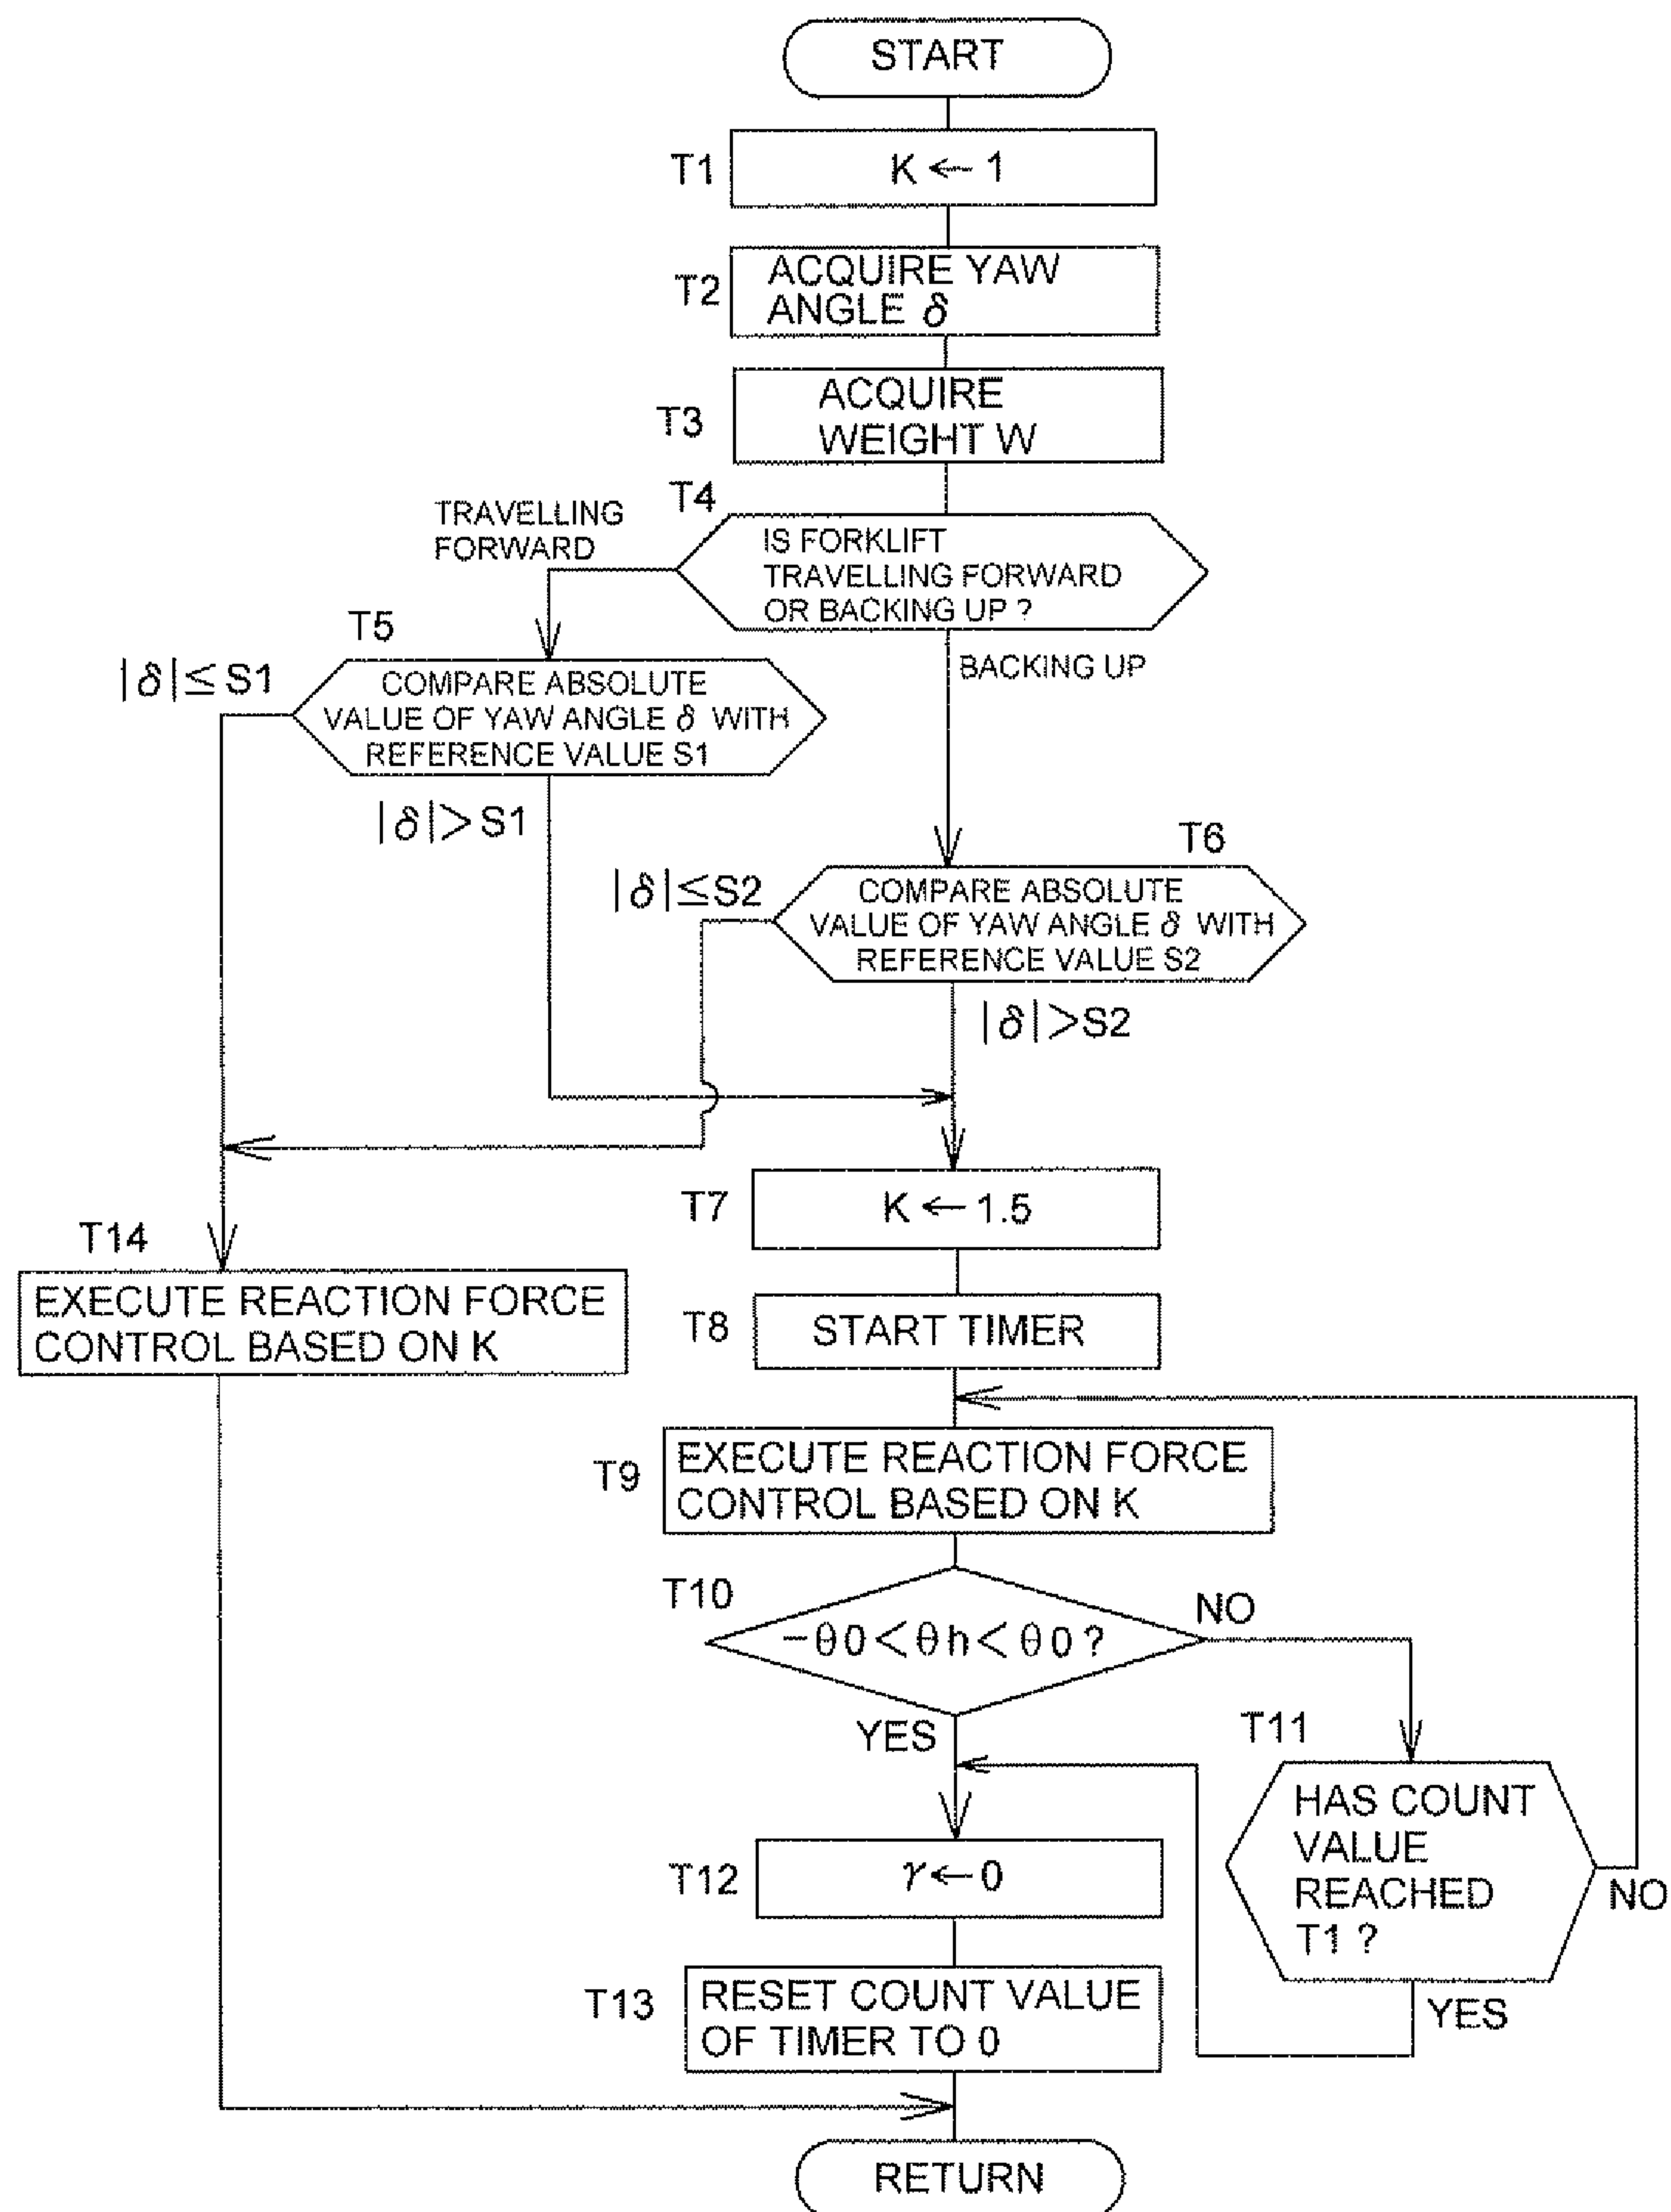 START
T1
K ← 1
T2
ACQUIRE YAW
ANGLE δ
T3
ACQUIRE
WEIGHT W
T4
TRAVELLING
FORWARD
IS FORKLIFT
TRAVELLING FORWARD
OR BACKING UP ?
BACKING UP
T5
|δ|≤ S1
COMPARE ABSOLUTE
VALUE OF YAW ANGLE δ WITH
REFERENCE VALUE S1
|δ|> S1
T6
|δ|≤S2
COMPARE ABSOLUTE
VALUE OF YAW ANGLE δ WITH
REFERENCE VALUE S2
|δ|>S2
T7
K ← 1.5
T14
EXECUTE REACTION FORCE
CONTROL BASED ON K
T8
START TIMER
T9
EXECUTE REACTION FORCE
CONTROL BASED ON K
T10
−θ0<θh<θ0 ?
NO
YES
T11
HAS COUNT
VALUE
REACHED
T1 ?
NO
YES
T12
γ←0
T13
RESET COUNT VALUE
OF TIMER TO 0
RETURN